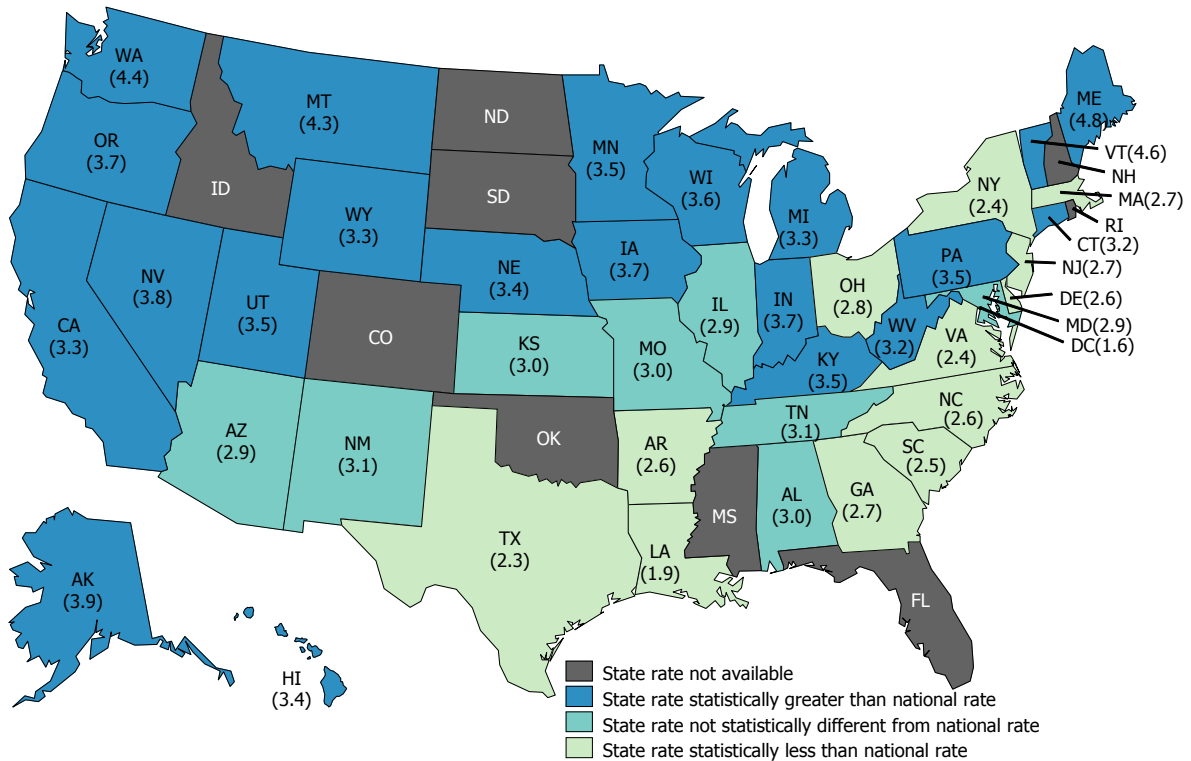 WA
(4.4)
MT
(4.3)
ND
MN
(3.5)
ME
(4.8)
OR
(3.7)
ID
SD
WI
(3.6)
MI
(3.3)
NY
(2.4)
VT(4.6)
NH
MA(2.7)
RI
CT(3.2)
NJ(2.7)
DE(2.6)
MD(2.9)
DC(1.6)
WY
(3.3)
IA
(3.7)
NE
(3.4)
PA
(3.5)
NV
(3.8)
UT
(3.5)
CA
(3.3)
CO
KS
(3.0)
MO
(3.0)
IL
(2.9)
IN
(3.7)
OH
(2.8)
WV
(3.2)
VA
(2.4)
KY
(3.5)
AZ
(2.9)
NM
(3.1)
OK
AR
(2.6)
TN
(3.1)
NC
(2.6)
SC
(2.5)
MS
AL
(3.0)
GA
(2.7)
TX
(2.3)
LA
(1.9)
FL
AK
(3.9)
HI
(3.4)
State rate not available
State rate statistically greater than national rate
State rate not statistically different from national rate
State rate statistically less than national rate